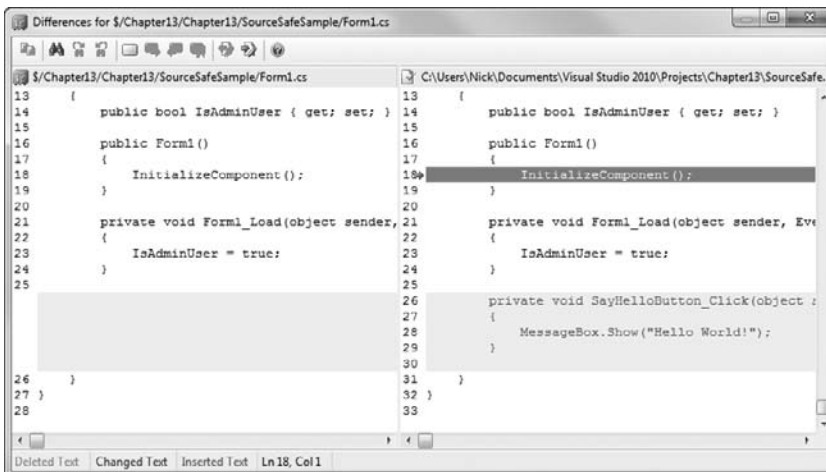 Differences for $/Chapter13/Chapter13/SourceSafeSample/Form1.cs
$/Chapter13/Chapter13/SourceSafeSample/Form1.cs
13 {
14 public bool IsAdminUser { get; set; }
15
16 public Form1()
17 {
18 InitializeComponent();
19 }
20
21 private void Form1_Load(object sender,
22 {
23 IsAdminUser = true;
24 }
25
26 }
27 }
28
C:\Users\Nick\Documents\Visual Studio 2010\Projects\Chapter13\SourceSafe.
13 {
14 public bool IsAdminUser { get; set; }
15
16 public Form1()
17 {
18 InitializeComponent();
19 }
20
21 private void Form1_Load(object sender, Eve
22 {
23 IsAdminUser = true;
24 }
25
26 private void SayHelloButton_Click(object
27 {
28 MessageBox.Show("Hello World!");
29 }
30
31 }
32 }
33
Deleted Text Changed Text Inserted Text Ln 18, Col 1